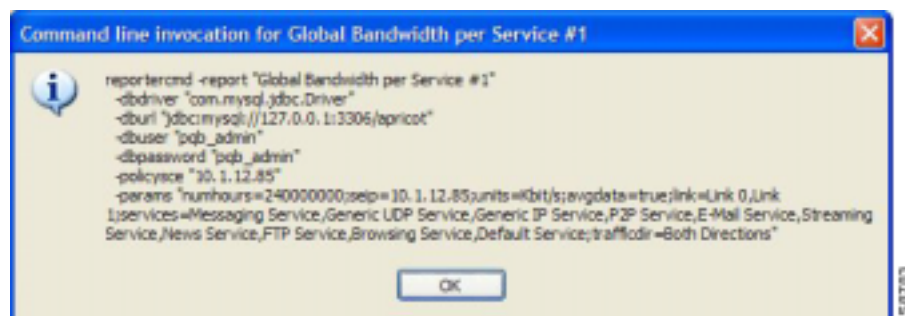 Command line invocation for Global Bandwidth per Service #1
reportercmd -report "Global Bandwidth per Service #1"
-dbdriver "com.mysql.jdbc.Driver"
-dburl "jdbc:mysql://127.0.0.1:3306/apricot"
-dbuser "pqb_admin"
-dbpassword "pqb_admin"
-policysce "10.1.12.85"
-params "numhours=240000000;seip=10.1.12.85;units=Kbit/s;avgdata=true;link=Link 0,Link
1;services=Messaging Service,Generic UDP Service,Generic IP Service,P2P Service,E-Mail Service,Streaming
Service,News Service,FTP Service,Browsing Service,Default Service;trafficdir=Both Directions"
OK